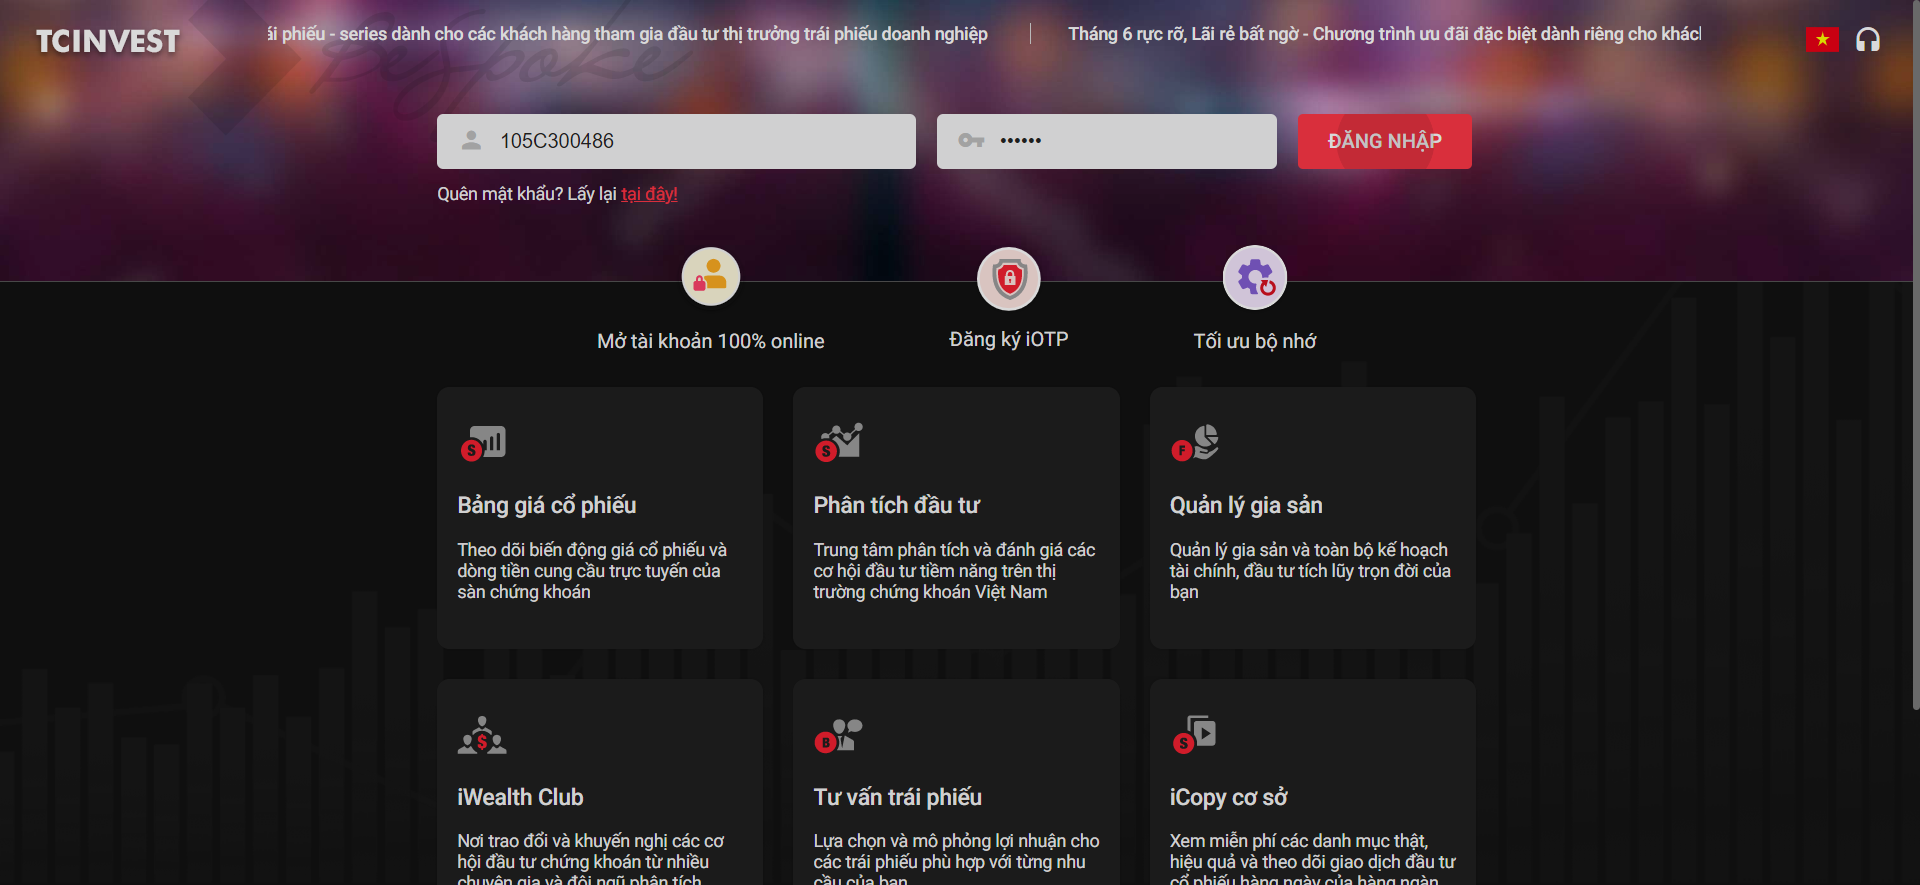 TCINVEST
Bespoke
ái phiếu - series dành cho các khách hàng tham gia đầu tư thị trưởng trái phiếu doanh nghiệp
Tháng 6 rực rỡ, Lãi rẻ bất ngờ - Chương trình ưu đãi đặc biệt dành riêng cho khách
105C300486
••••••
ĐĂNG NHẬP
Quên mật khẩu? Lấy lại tại đây!
Mở tài khoản 100% online
Đăng ký iOTP
Tối ưu bộ nhớ
Bảng giá cổ phiếu
Theo dõi biến động giá cổ phiếu và
dòng tiền cung cầu trực tuyến của
sàn chứng khoán
Phân tích đầu tư
Trung tâm phân tích và đánh giá các
cơ hội đầu tư tiềm năng trên thị
trường chứng khoán Việt Nam
Quản lý gia sản
Quản lý gia sản và toàn bộ kế hoạch
tài chính, đầu tư tích lũy trọn đời của
bạn
iWealth Club
Nơi trao đổi và khuyến nghị các cơ
hội đầu tư chứng khoán từ nhiều
chuyên gia và đội ngũ phân tích
Tư vấn trái phiếu
Lựa chọn và mô phỏng lợi nhuận cho
các trái phiếu phù hợp với từng nhu
cầu của bạn
iCopy cơ sở
Xem miễn phí các danh mục thật,
hiệu quả và theo dõi giao dịch đầu tư
cổ phiếu hàng ngày của hàng ngàn